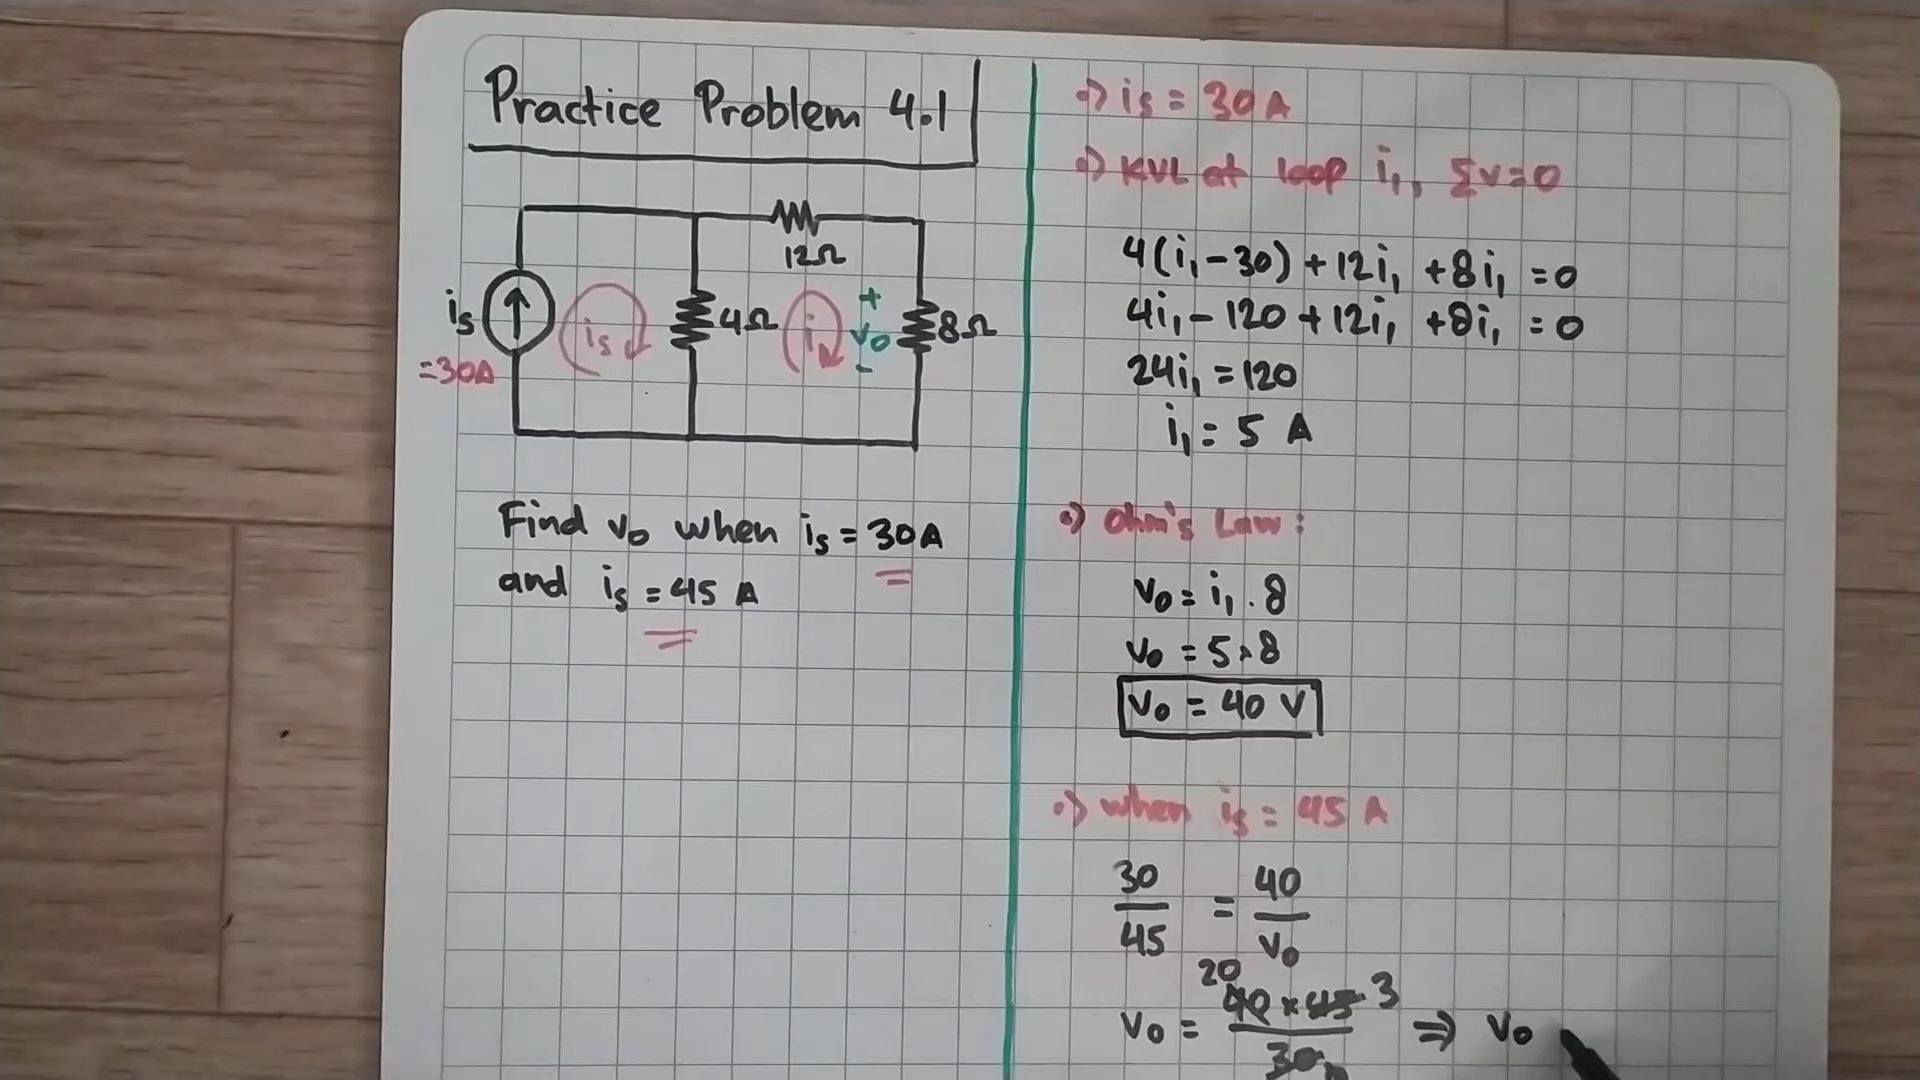 Practice Problem 4.1
12Ω
is
=30A
is
4Ω
i
+
vo
-
8Ω
Find vo when is = 30A
and is = 45 A
•) is = 30A
•) KVL at loop i₁, Σv=0
4(i₁-30) + 12i₁ + 8i₁ = 0
4i₁ - 120 + 12i₁ + 8i₁ = 0
24i₁ = 120
i₁ = 5 A
•) Ohm's Law:
vo = i₁ . 8
vo = 5 × 8
vo = 40 V
•) when is = 45 A
30/45 = 40/vo
20 3
vo = 40 × 45 / 30 ⇒ vo